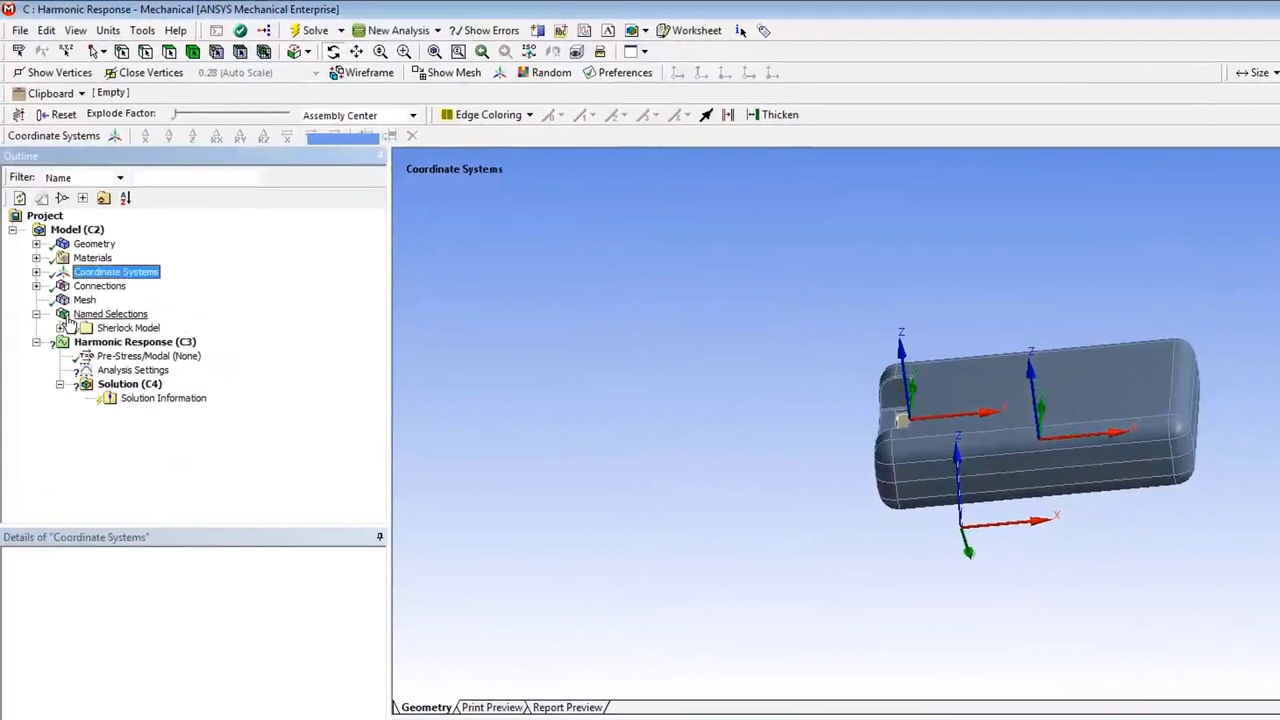 C : Harmonic Response - Mechanical [ANSYS Mechanical Enterprise]
File Edit View Units Tools Help Solve New Analysis ?/ Show Errors Worksheet
Show Vertices Close Vertices 0.28 (Auto Scale) Wireframe Show Mesh Random Preferences Size
Clipboard [ Empty ]
Reset Explode Factor: Assembly Center Edge Coloring Thicken
Coordinate Systems X Y Z RX RY RZ
Outline
Filter: Name
Project
Model (C2)
Geometry
Materials
Coordinate Systems
Connections
Mesh
Named Selections
Sherlock Model
Harmonic Response (C3)
Pre-Stress/Modal (None)
Analysis Settings
Solution (C4)
Solution Information
Details of "Coordinate Systems"
Coordinate Systems
Z
Z
Z
X
Geometry Print Preview Report Preview